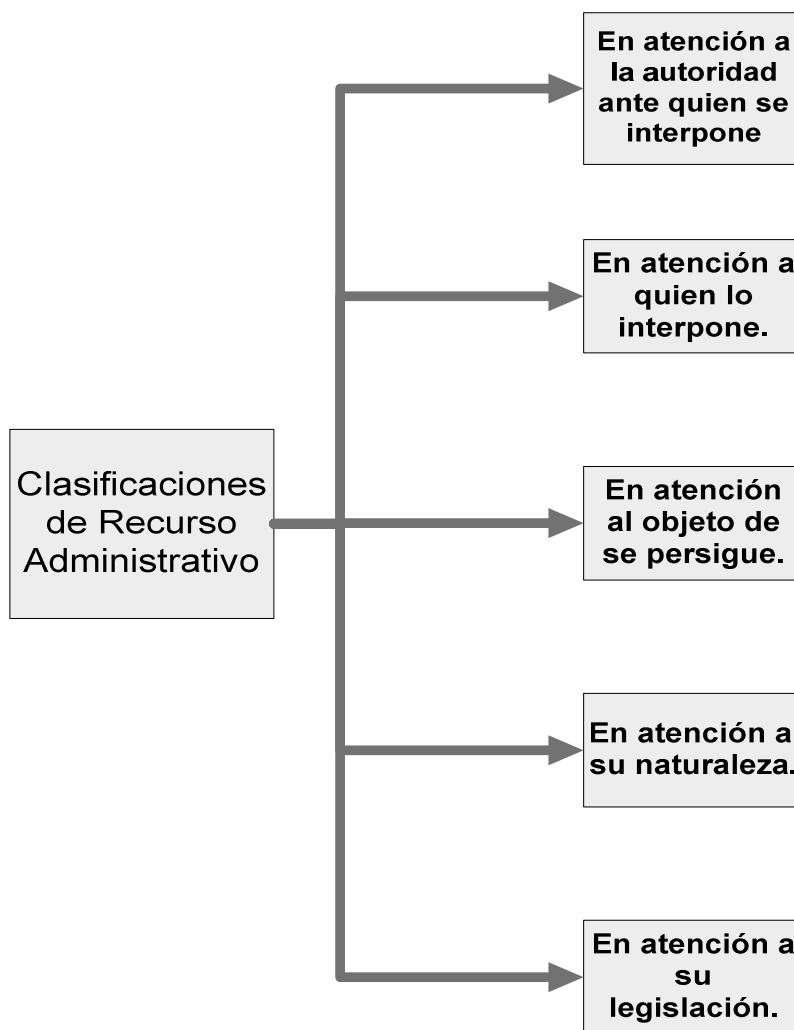 En atención a
la autoridad
ante quien se
interpone
En atención a
quien lo
interpone.
Clasificaciones
de Recurso
Administrativo
En atención
al objeto de
se persigue.
En atención a
su naturaleza.
En atención a
su
legislación.